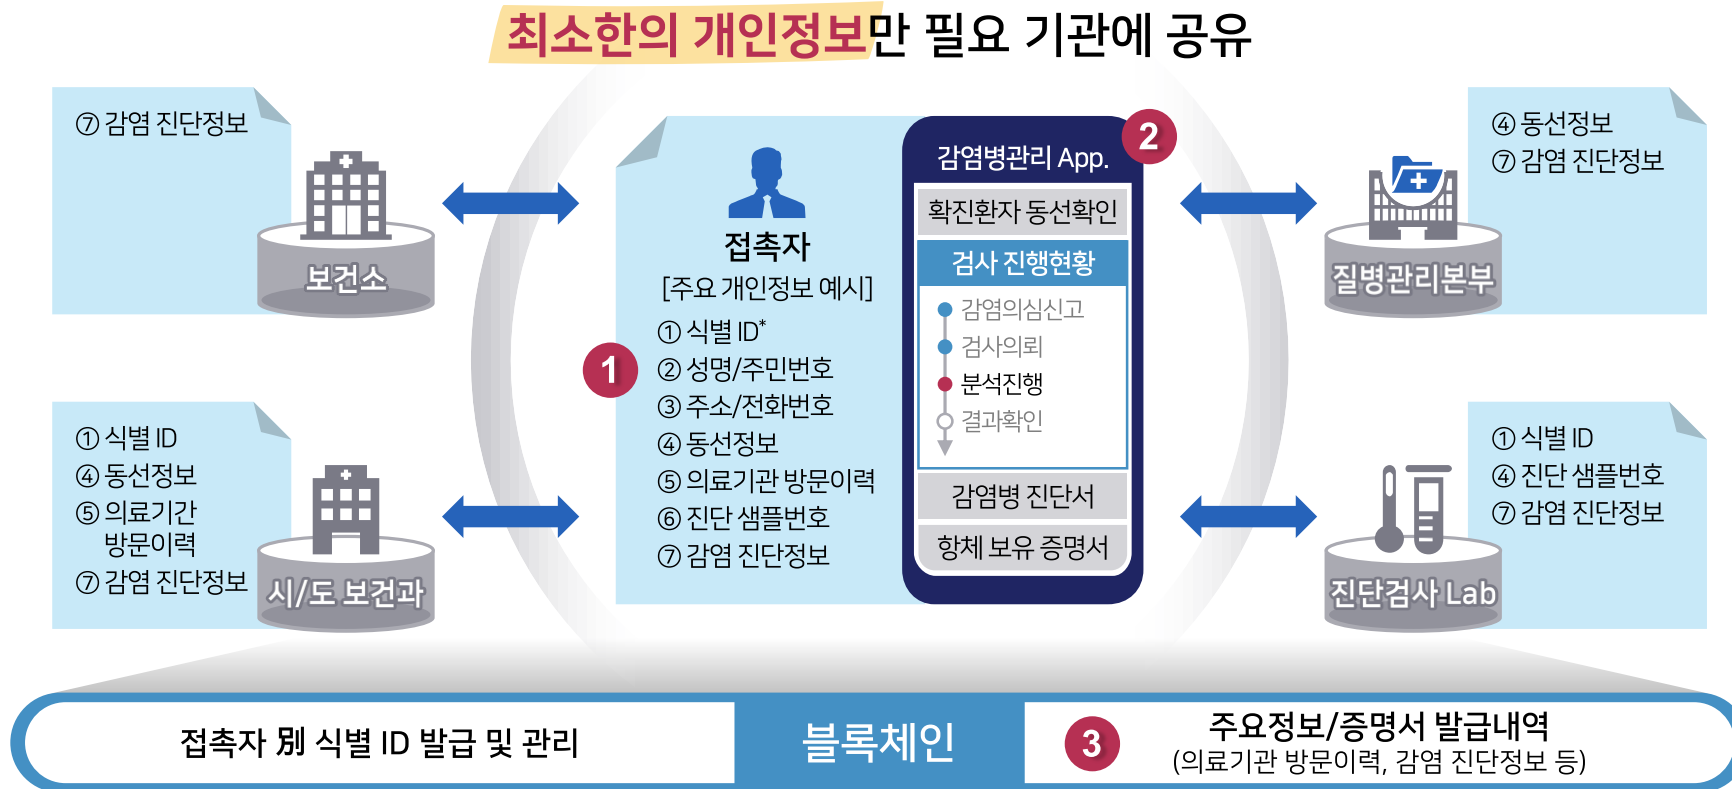 최소한의 개인정보만 필요 기관에 공유
⑦ 감염 진단정보
보건소
① 식별 ID
④ 동선정보
⑤ 의료기간
방문이력
⑦ 감염 진단정보
시/도 보건과
1
접촉자
[주요 개인정보 예시]
① 식별 ID*
② 성명/주민번호
③ 주소/전화번호
④ 동선정보
⑤ 의료기관 방문이력
⑥ 진단 샘플번호
⑦ 감염 진단정보
2
감염병관리 App.
확진환자 동선확인
검사 진행현황
감염의심신고
검사의뢰
분석진행
결과확인
감염병 진단서
항체 보유 증명서
④ 동선정보
⑦ 감염 진단정보
질병관리본부
① 식별 ID
④ 진단 샘플번호
⑦ 감염 진단정보
진단검사 Lab
접촉자 別 식별 ID 발급 및 관리
블록체인
3
주요정보/증명서 발급내역
(의료기관 방문이력, 감염 진단정보 등)